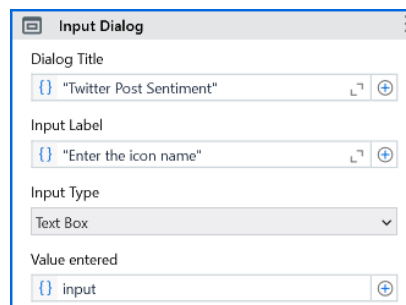 Input Dialog
Dialog Title
{} "Twitter Post Sentiment"
Input Label
{} "Enter the icon name"
Input Type
Text Box
Value entered
{} input